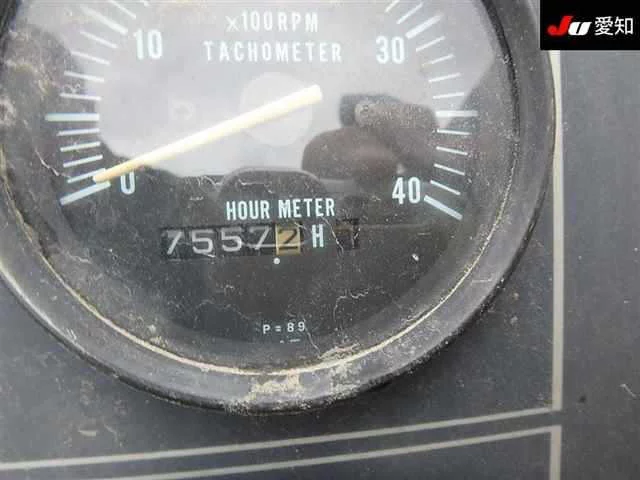 JU 愛知
×100RPM
10 30
TACHOMETER
0 40
HOUR METER
75572 H
P=89